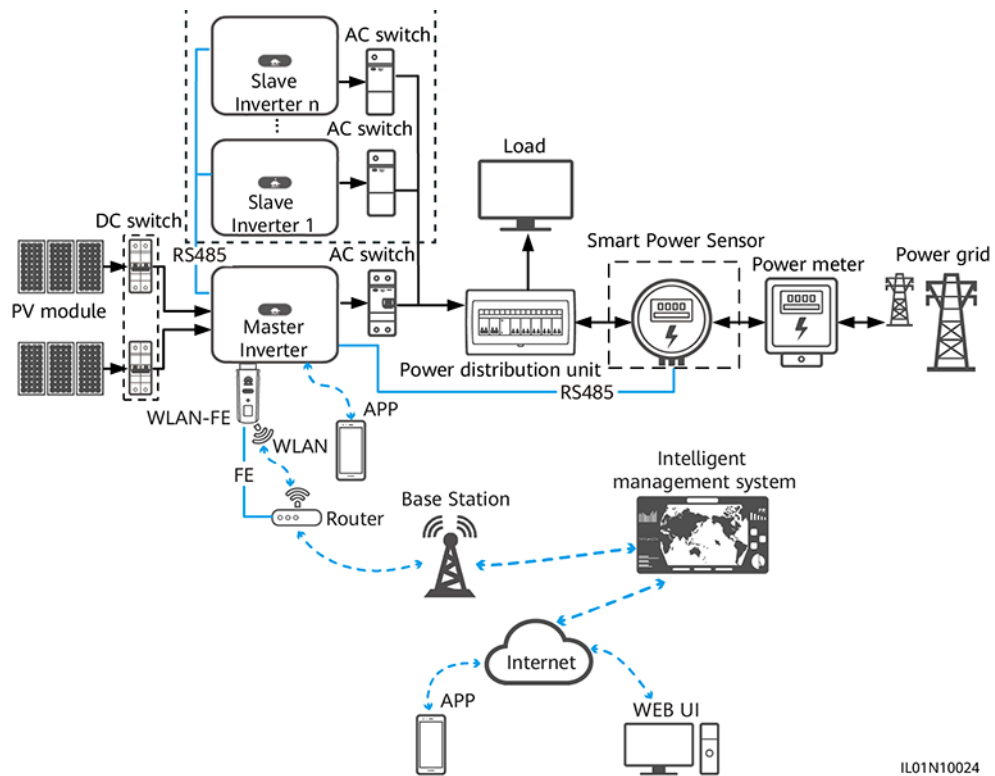 AC switch
Slave
Inverter n
AC switch
Slave
Inverter 1
Load
DC switch
RS485
AC switch
Smart Power Sensor
Power meter
Power grid
PV module
Master
Inverter
Power distribution unit
RS485
WLAN-FE
APP
WLAN
FE
Router
Base Station
Intelligent
management system
Internet
APP
WEB UI
IL01N10024